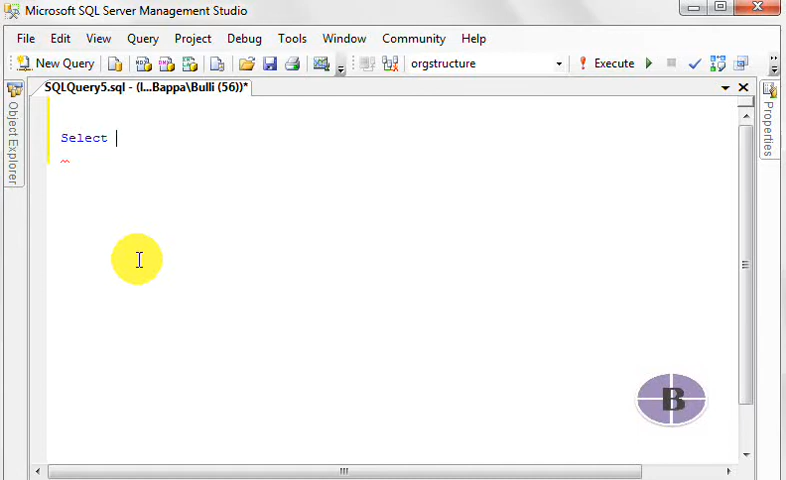 Microsoft SQL Server Management Studio
File Edit View Query Project Debug Tools Window Community Help
New Query orgstructure Execute
SQLQuery5.sql - (l...Bappa\Bulli (56))*
Object Explorer
Properties
Select
B